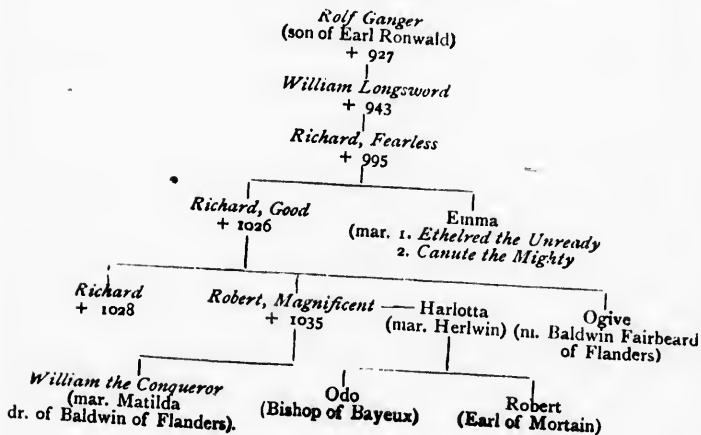 Rolf Ganger
(son of Earl Ronwald)
+ 927
William Longsword
+ 943
Richard, Fearless
+ 995
Richard, Good
+ 1026
Emma
(mar. 1. Ethelred the Unready
2. Canute the Mighty
Richard
+ 1028
Robert, Magnificent
+ 1035
Harlotta
(mar. Herlwin)
Ogive
(m. Baldwin Fairbeard
of Flanders)
William the Conqueror
(mar. Matilda
dr. of Baldwin of Flanders).
Odo
(Bishop of Bayeux)
Robert
(Earl of Mortain)